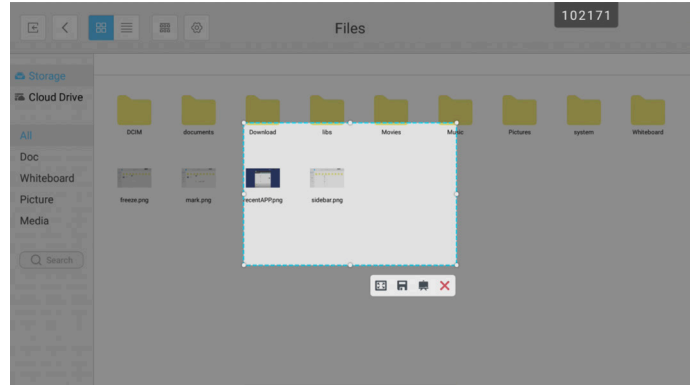 102171
Files
Storage
Cloud Drive
All
Doc
Whiteboard
Picture
Media
Search
DCIM
documents
Download
libs
Movies
Music
Pictures
system
Whiteboard
freeze.png
mark.png
recentAPP.png
sidebar.png